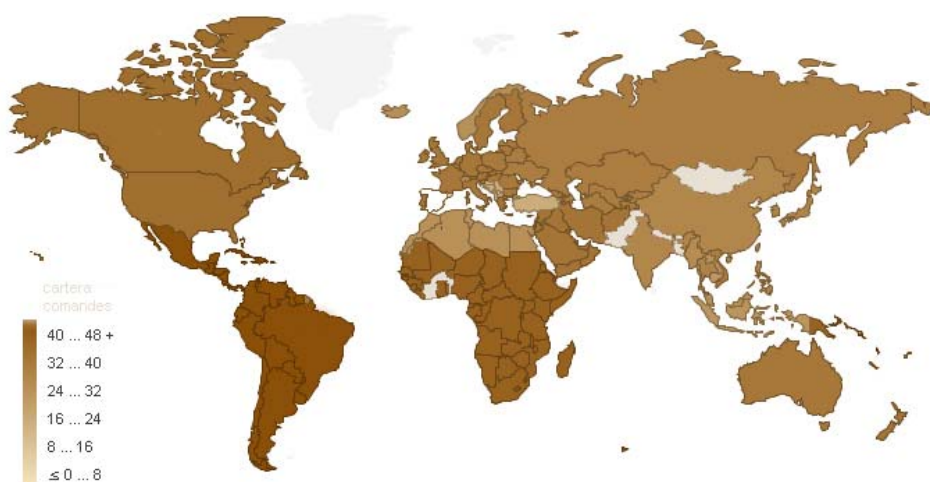 cartera
comandes
40 ... 48 +
32 ... 40
24 ... 32
16 ... 24
8 ... 16
≤ 0 ... 8